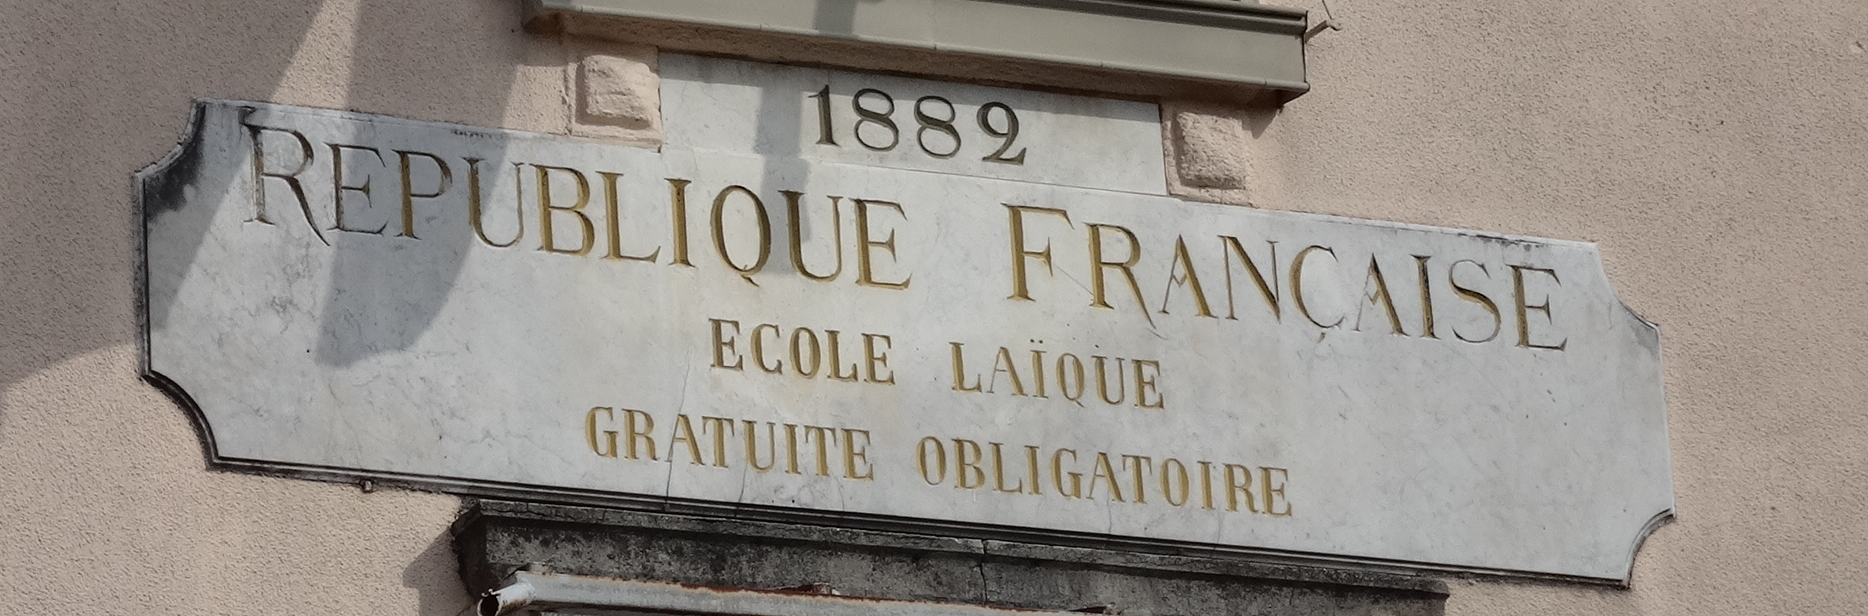 1882
REPUBLIQUE FRANÇAISE
ECOLE LAÏQUE
GRATUITE OBLIGATOIRE